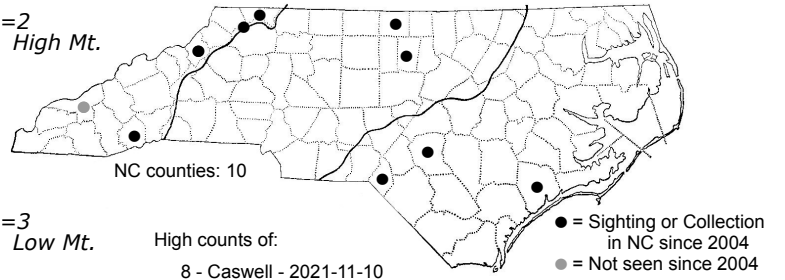 =2
High Mt.
NC counties: 10
=3
Low Mt.
High counts of:
8 - Caswell - 2021-11-10
= Sighting or Collection
in NC since 2004
= Not seen since 2004